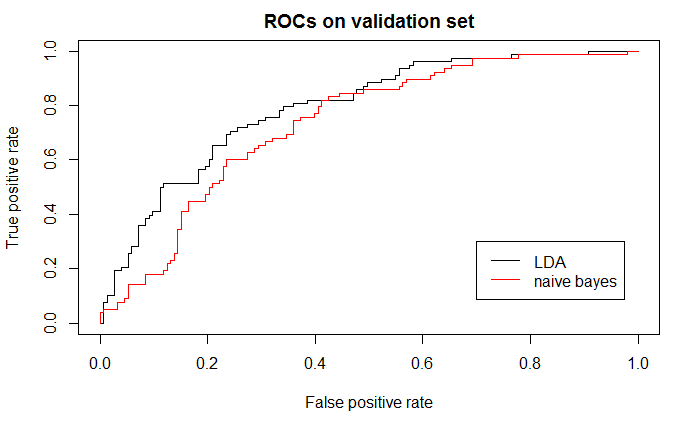 ROCs on validation set
True positive rate
1.0
0.8
0.6
0.4
0.2
0.0
LDA
naive bayes
0.0 0.2 0.4 0.6 0.8 1.0
False positive rate